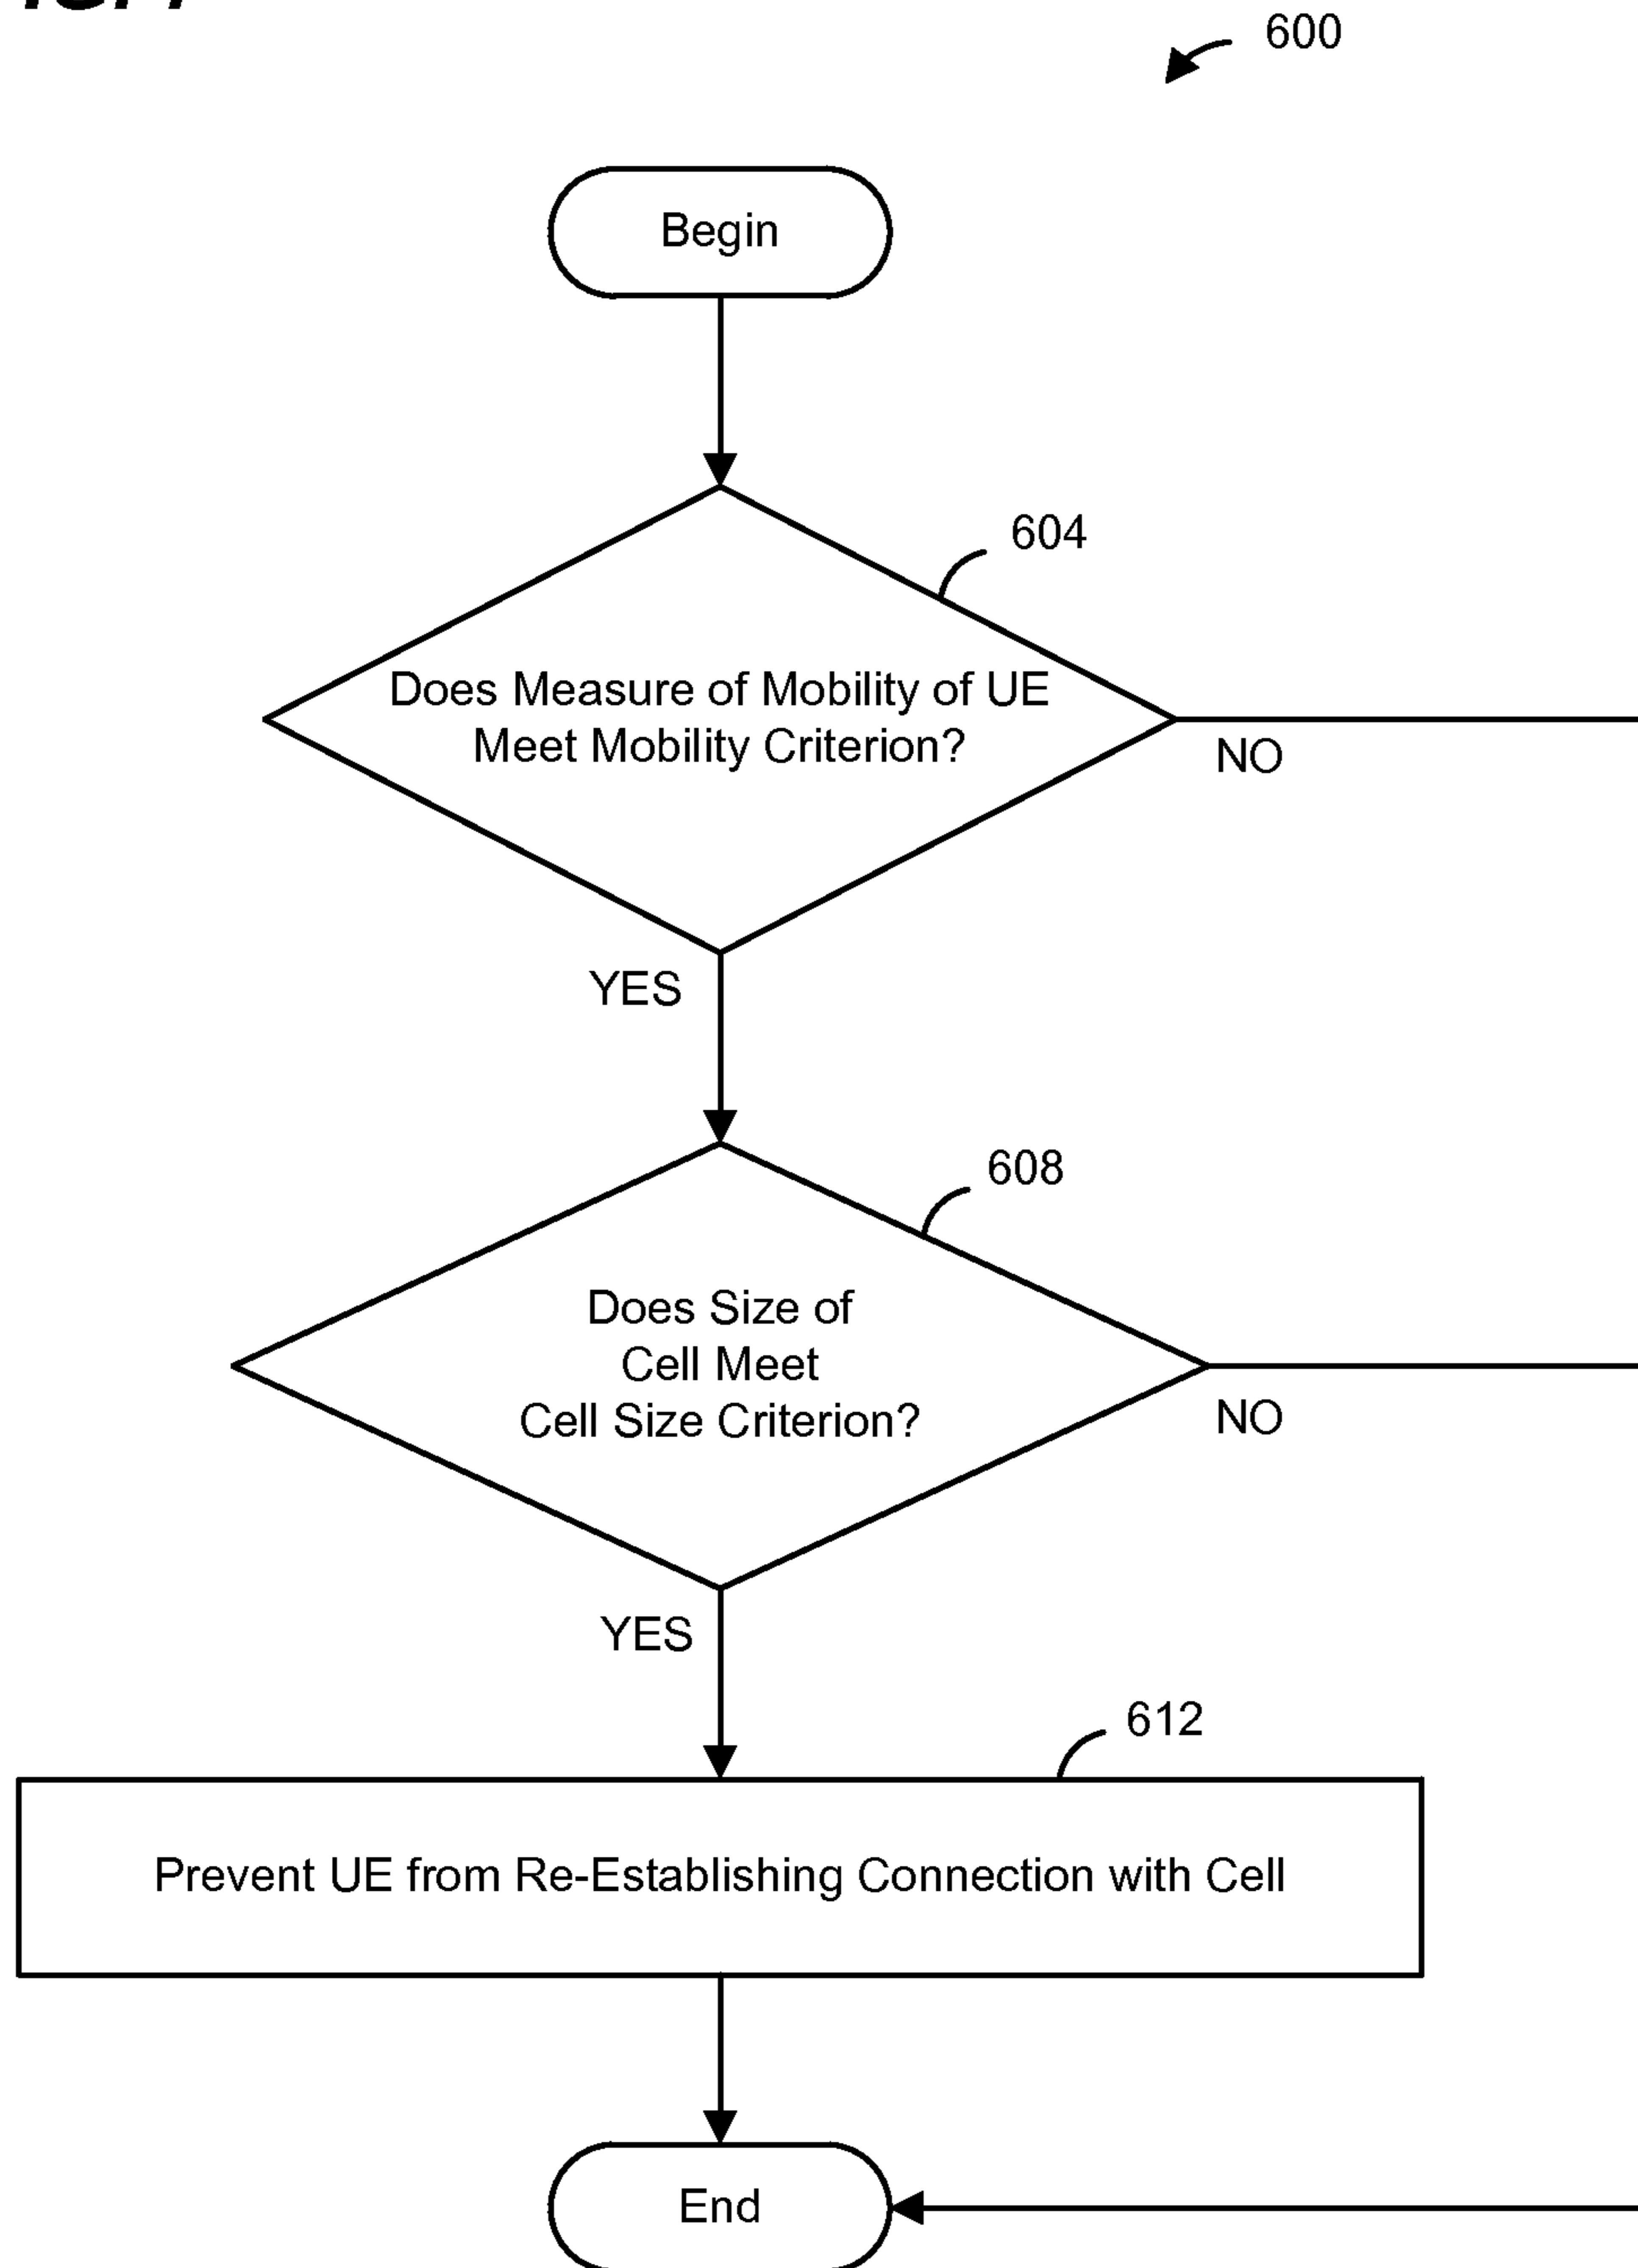 600
Begin
604
Does Measure of Mobility of UE
Meet Mobility Criterion?
NO
YES
608
Does Size of
Cell Meet
Cell Size Criterion?
NO
YES
612
Prevent UE from Re-Establishing Connection with Cell
End